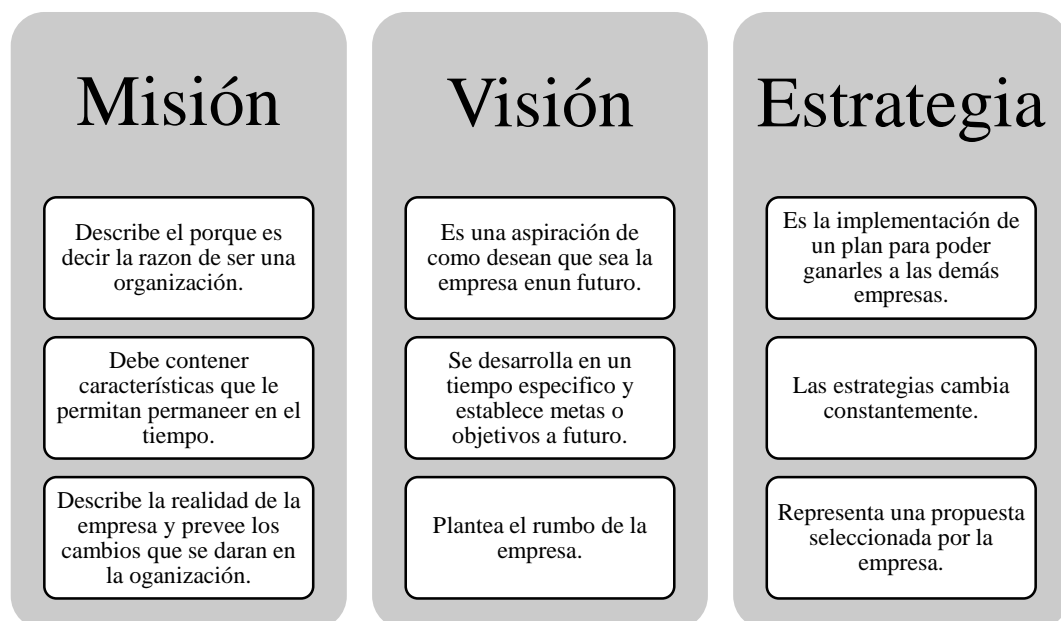 Misión
Describe el porque es
decir la razon de ser una
organización.
Debe contener
características que le
permitan permaneer en el
tiempo.
Describe la realidad de la
empresa y prevee los
cambios que se daran en
la oganización.
Visión
Es una aspiración de
como desean que sea la
empresa enun futuro.
Se desarrolla en un
tiempo especifico y
establece metas o
objetivos a futuro.
Plantea el rumbo de la
empresa.
Estrategia
Es la implementación de
un plan para poder
ganarles a las demás
empresas.
Las estrategias cambia
constantemente.
Representa una propuesta
seleccionada por la
empresa.